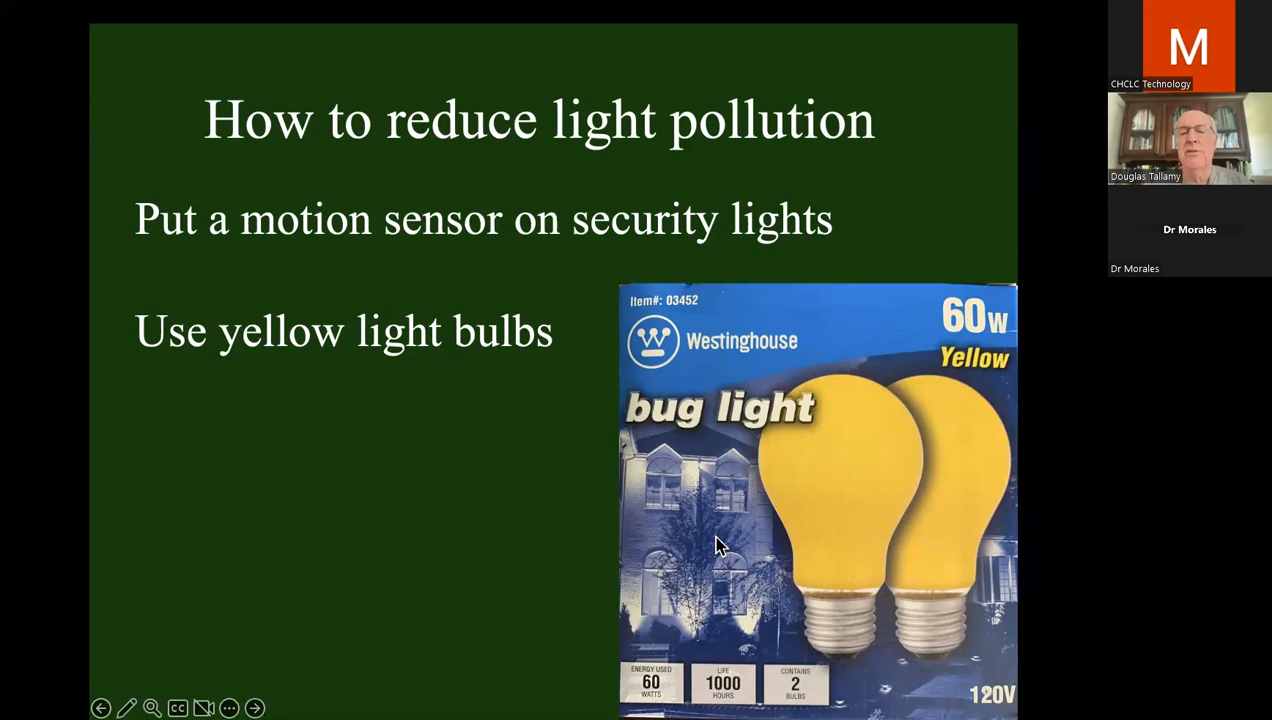 How to reduce light pollution
Put a motion sensor on security lights
Use yellow light bulbs
Item#: 03452
Westinghouse
60W
Yellow
bug light
ENERGY USED
60
WATTS
LIFE
1000
HOURS
CONTAINS
2
BULBS
120V
CC
M
CHCLC Technology
Douglas Tallamy
Dr Morales
Dr Morales